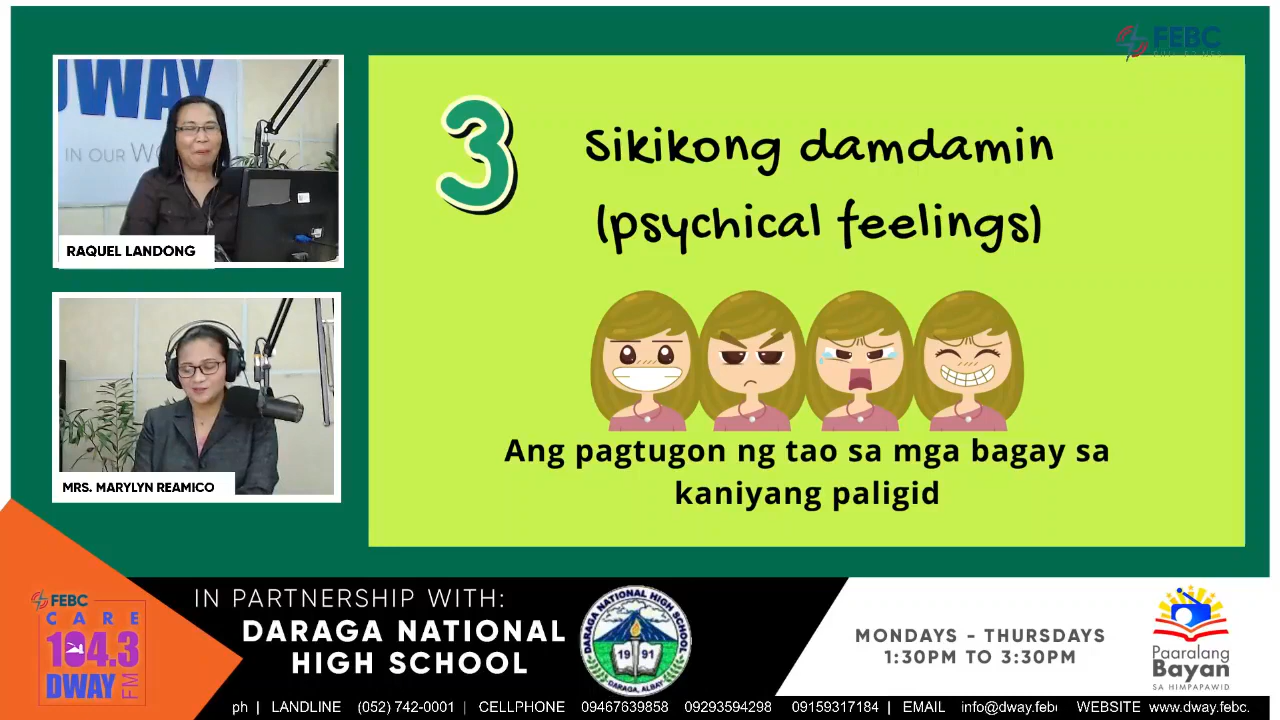 FEBC
DWAY
IN OUR WO
RAQUEL LANDONG
MRS. MARYLYN REAMICO
3
Sikikong damdamin
(psychical feelings)
Ang pagtugon ng tao sa mga bagay sa
kaniyang paligid
FEBC
CARE
104.3
DWAY
FM
IN PARTNERSHIP WITH:
DARAGA NATIONAL
HIGH SCHOOL
DARAGA NATIONAL HIGH SCHOOL
1991
DARAGA, ALBAY
MONDAYS - THURSDAYS
1:30PM TO 3:30PM
Paaralang
Bayan
SA HIMPAPAWID
ph | LANDLINE (052) 742-0001 | CELLPHONE 09467639858 09293594298 09159317184 | EMAIL info@dway.febc WEBSITE www.dway.febc.